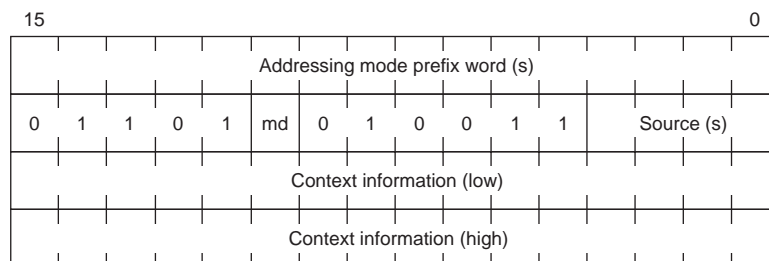 15 0
Addressing mode prefix word (s)
0 1 1 0 1 md 0 1 0 0 1 1 Source (s)
Context information (low)
Context information (high)